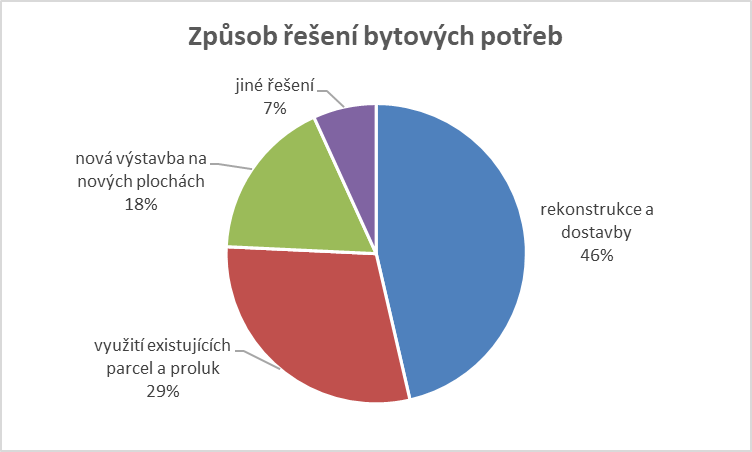 Způsob řešení bytových potřeb
jiné řešení
7%
nová výstavba na
nových plochách
18%
rekonstrukce a
dostavby
46%
využití existujících
parcel a proluk
29%